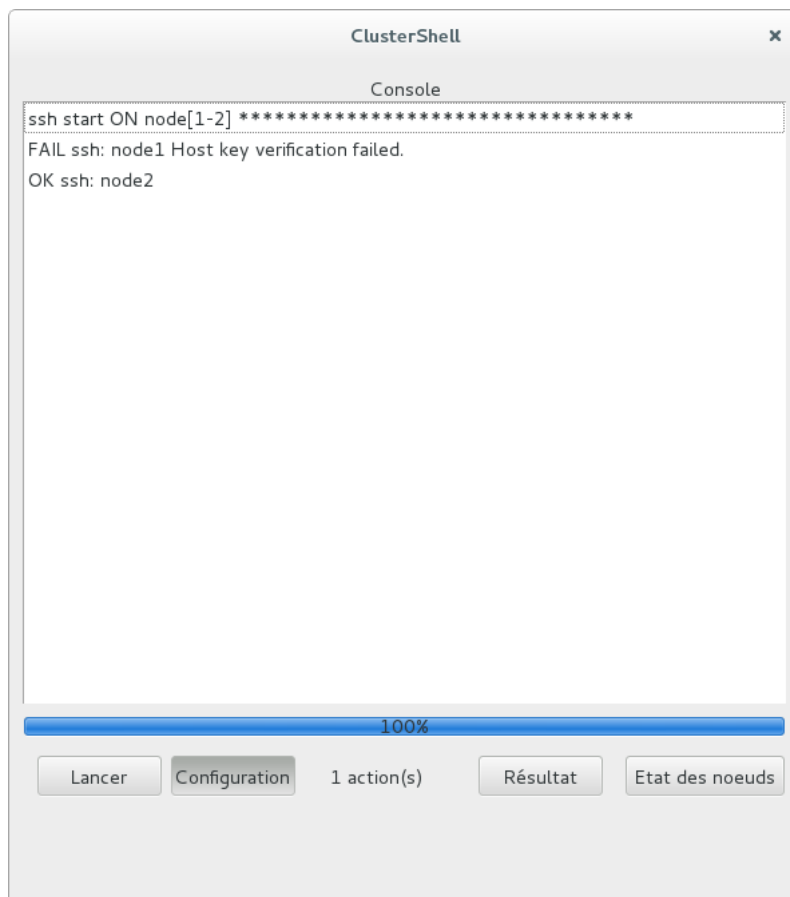 ClusterShell
Console
ssh start ON node[1-2] *********************************
FAIL ssh: node1 Host key verification failed.
OK ssh: node2
100%
Lancer Configuration 1 action(s) Résultat Etat des noeuds